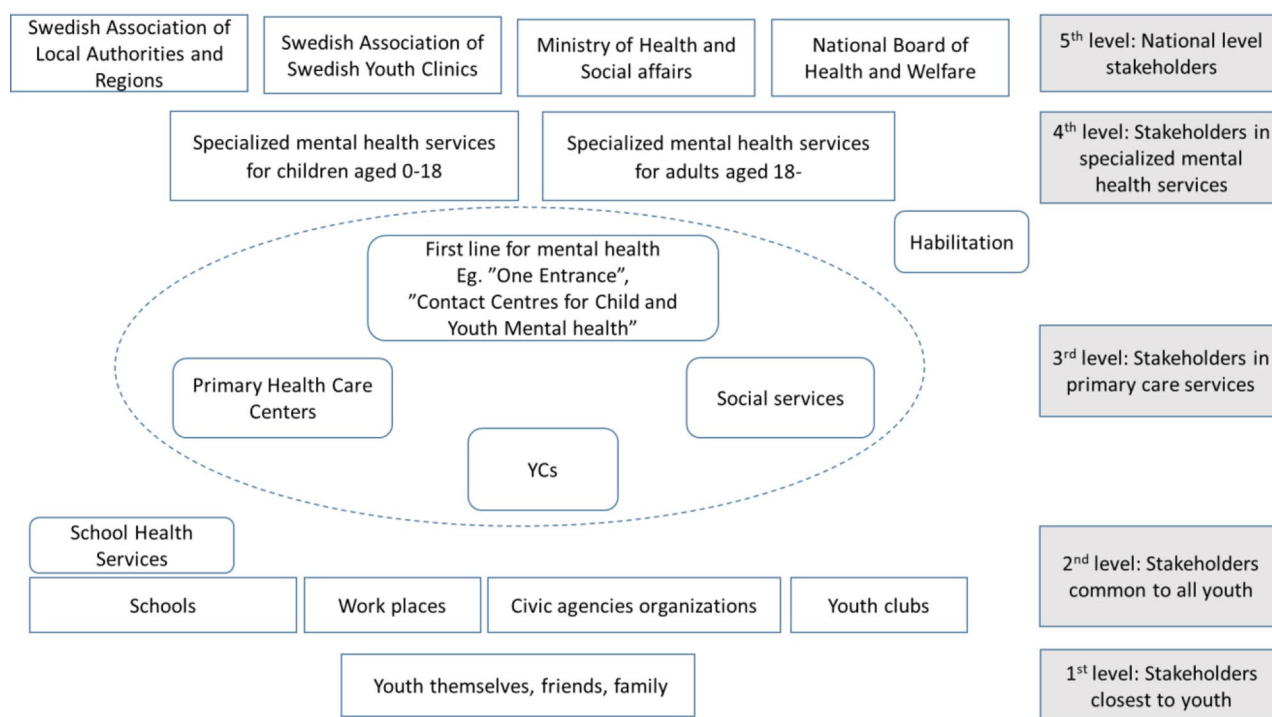 Swedish Association of
Local Authorities and
Regions
Swedish Association of
Swedish Youth Clinics
Ministry of Health and
Social affairs
National Board of
Health and Welfare
5th level: National level
stakeholders
Specialized mental health services
for children aged 0-18
Specialized mental health services
for adults aged 18-
4th level: Stakeholders in
specialized mental
health services
Habilitation
First line for mental health
Eg. ”One Entrance”,
”Contact Centres for Child and
Youth Mental health”
Primary Health Care
Centers
Social services
YCs
3rd level: Stakeholders in
primary care services
School Health
Services
Schools
Work places
Civic agencies organizations
Youth clubs
2nd level: Stakeholders
common to all youth
Youth themselves, friends, family
1st level: Stakeholders
closest to youth